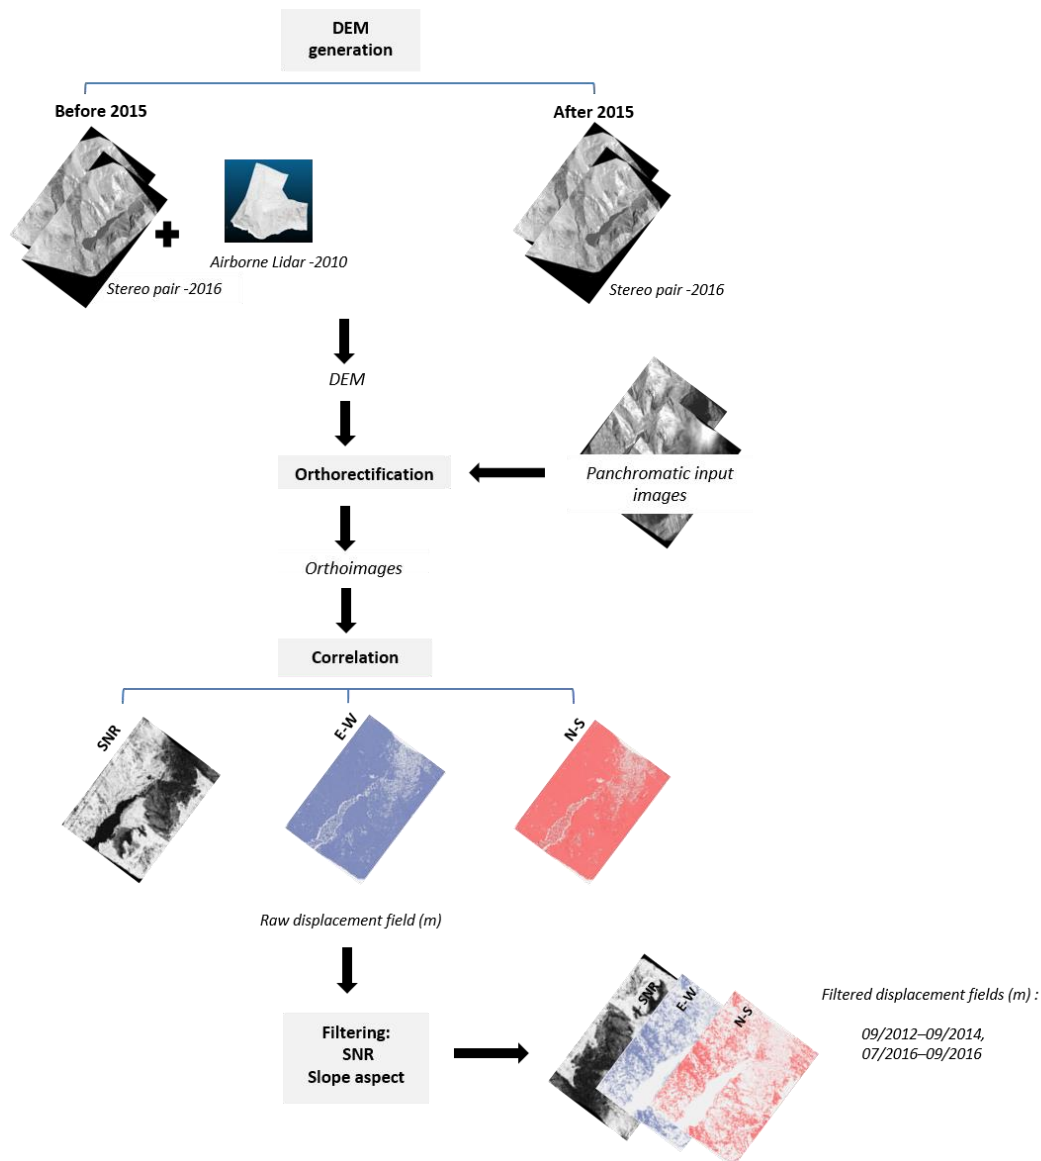 DEM
generation
Before 2015
After 2015
Airborne Lidar -2010
Stereo pair -2016
Stereo pair -2016
DEM
Orthorectification
Panchromatic input
images
Orthoimages
Correlation
SNR
E-W
N-S
Raw displacement field (m)
Filtering:
SNR
Slope aspect
SNR
E-W
N-S
Filtered displacement fields (m) :
09/2012–09/2014,
07/2016–09/2016